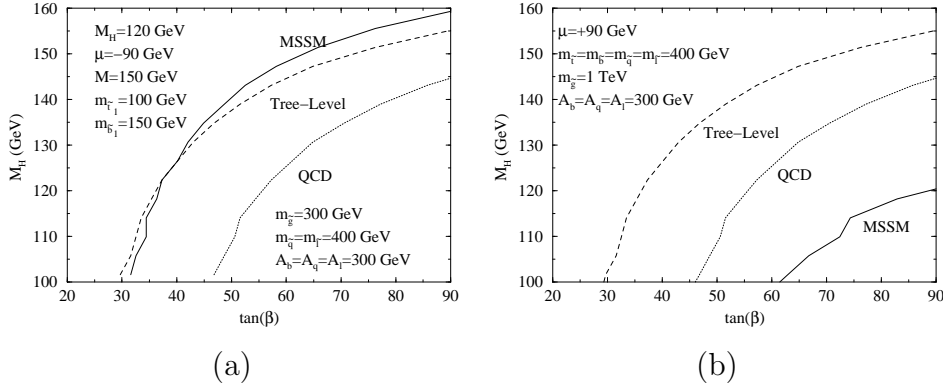 160
150
140
130
120
110
100
M_H (GeV)
20 30 40 50 60 70 80 90
tan(β)
M_H=120 GeV
μ=−90 GeV
M=150 GeV
m_t̃₁=100 GeV
m_b̃₁=150 GeV
MSSM
Tree−Level
QCD
m_g̃=300 GeV
m_q̃=m_l̃=400 GeV
A_b=A_q=A_l=300 GeV
(a)
160
150
140
130
120
110
100
M_H (GeV)
20 30 40 50 60 70 80 90
tan(β)
μ=+90 GeV
m_t̃=m_b̃=m_q̃=m_l̃=400 GeV
m_g̃=1 TeV
A_b=A_q=A_l=300 GeV
Tree−Level
QCD
MSSM
(b)